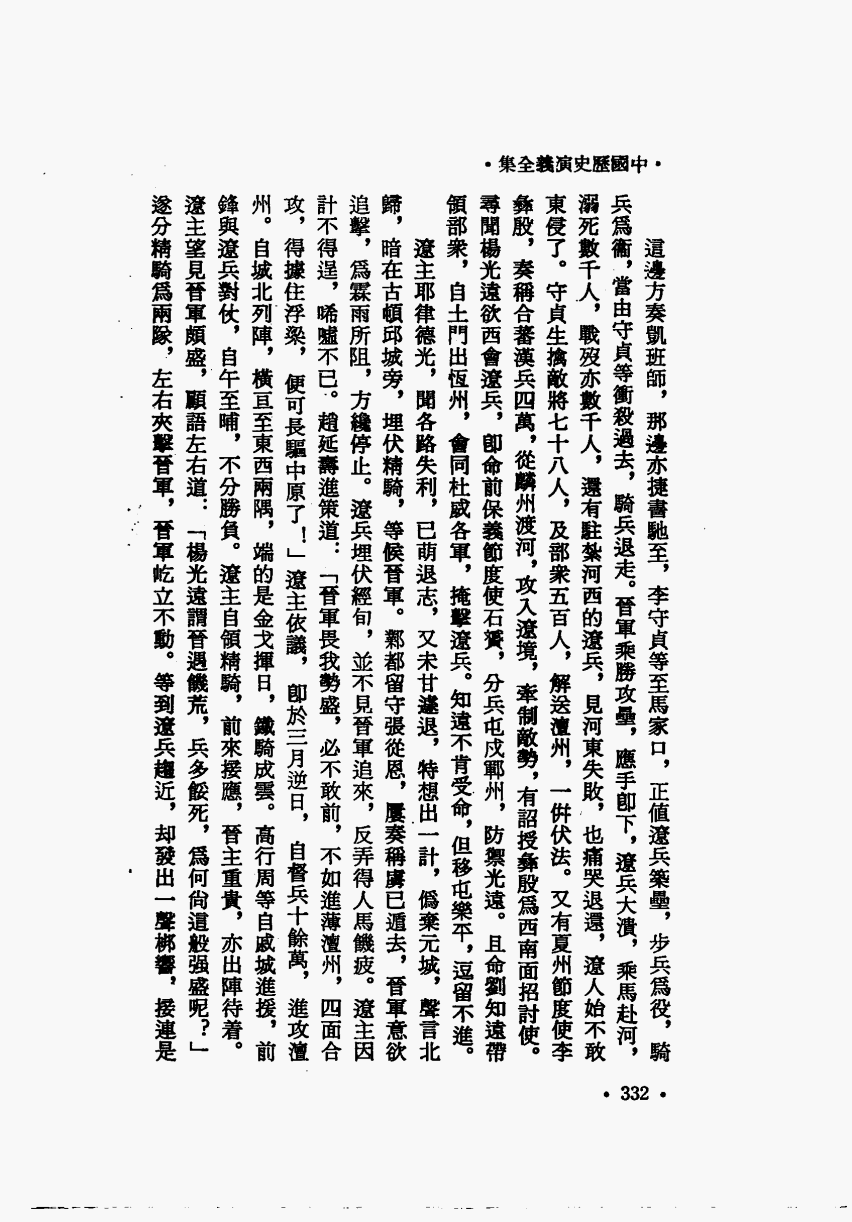 •中國歷史演義全集•
這邊方奏凱班師，那邊亦捷書馳至，李守貞等至馬家口，正值遼兵築壘，步兵爲役，騎
兵爲衞，當由守貞等衝殺過去，騎兵退走。晉軍乘勝攻壘，應手卽下，遼兵大潰，乘馬赴河，
溺死數千人，戰歿亦數千人，還有駐紮河西的遼兵，見河東失敗，也痛哭退還，遼人始不敢
東侵了。守貞生擒敵將七十八人，及部衆五百人，解送澶州，一倂伏法。又有夏州節度使李
彝殷，奏稱合蕃漢兵四萬，從麟州渡河，攻入遼境，牽制敵勢，有詔授彝殷爲西南面招討使。
尋聞楊光遠欲西會遼兵，卽命前保義節度使石贇，分兵屯戍鄆州，防禦光遠。且命劉知遠帶
領部衆，自土門出恆州，會同杜威各軍，掩擊遼兵。知遠不肯受命，但移屯樂平，逗留不進。
遼主耶律德光，聞各路失利，已萌退志，又未甘遽退，特想出一計，僞棄元城，聲言北
歸，暗在古頓邱城旁，埋伏精騎，等候晉軍。鄴都留守張從恩，屢奏稱虜已遁去，晉軍意欲
追擊，爲霖雨所阻，方纔停止。遼兵埋伏經旬，並不見晉軍追來，反弄得人馬饑疲。遼主因
計不得逞，唏噓不已。趙延壽進策道：「晉軍畏我勢盛，必不敢前，不如進薄澶州，四面合
攻，得據住浮梁，便可長驅中原了！」遼主依議，卽於三月逆日，自督兵十餘萬，進攻澶
州。自城北列陣，橫亘至東西兩隅，端的是金戈揮日，鐵騎成雲。高行周等自戚城進援，前
鋒與遼兵對仗，自午至晡，不分勝負。遼主自領精騎，前來接應，晉主重貴，亦出陣待着。
遼主望見晉軍頗盛，顧語左右道：「楊光遠謂晉遇饑荒，兵多餒死，爲何尙這般强盛呢？」
遂分精騎爲兩隊，左右夾擊晉軍，晉軍屹立不動。等到遼兵趨近，却發出一聲梆響，接連是
• 332 •